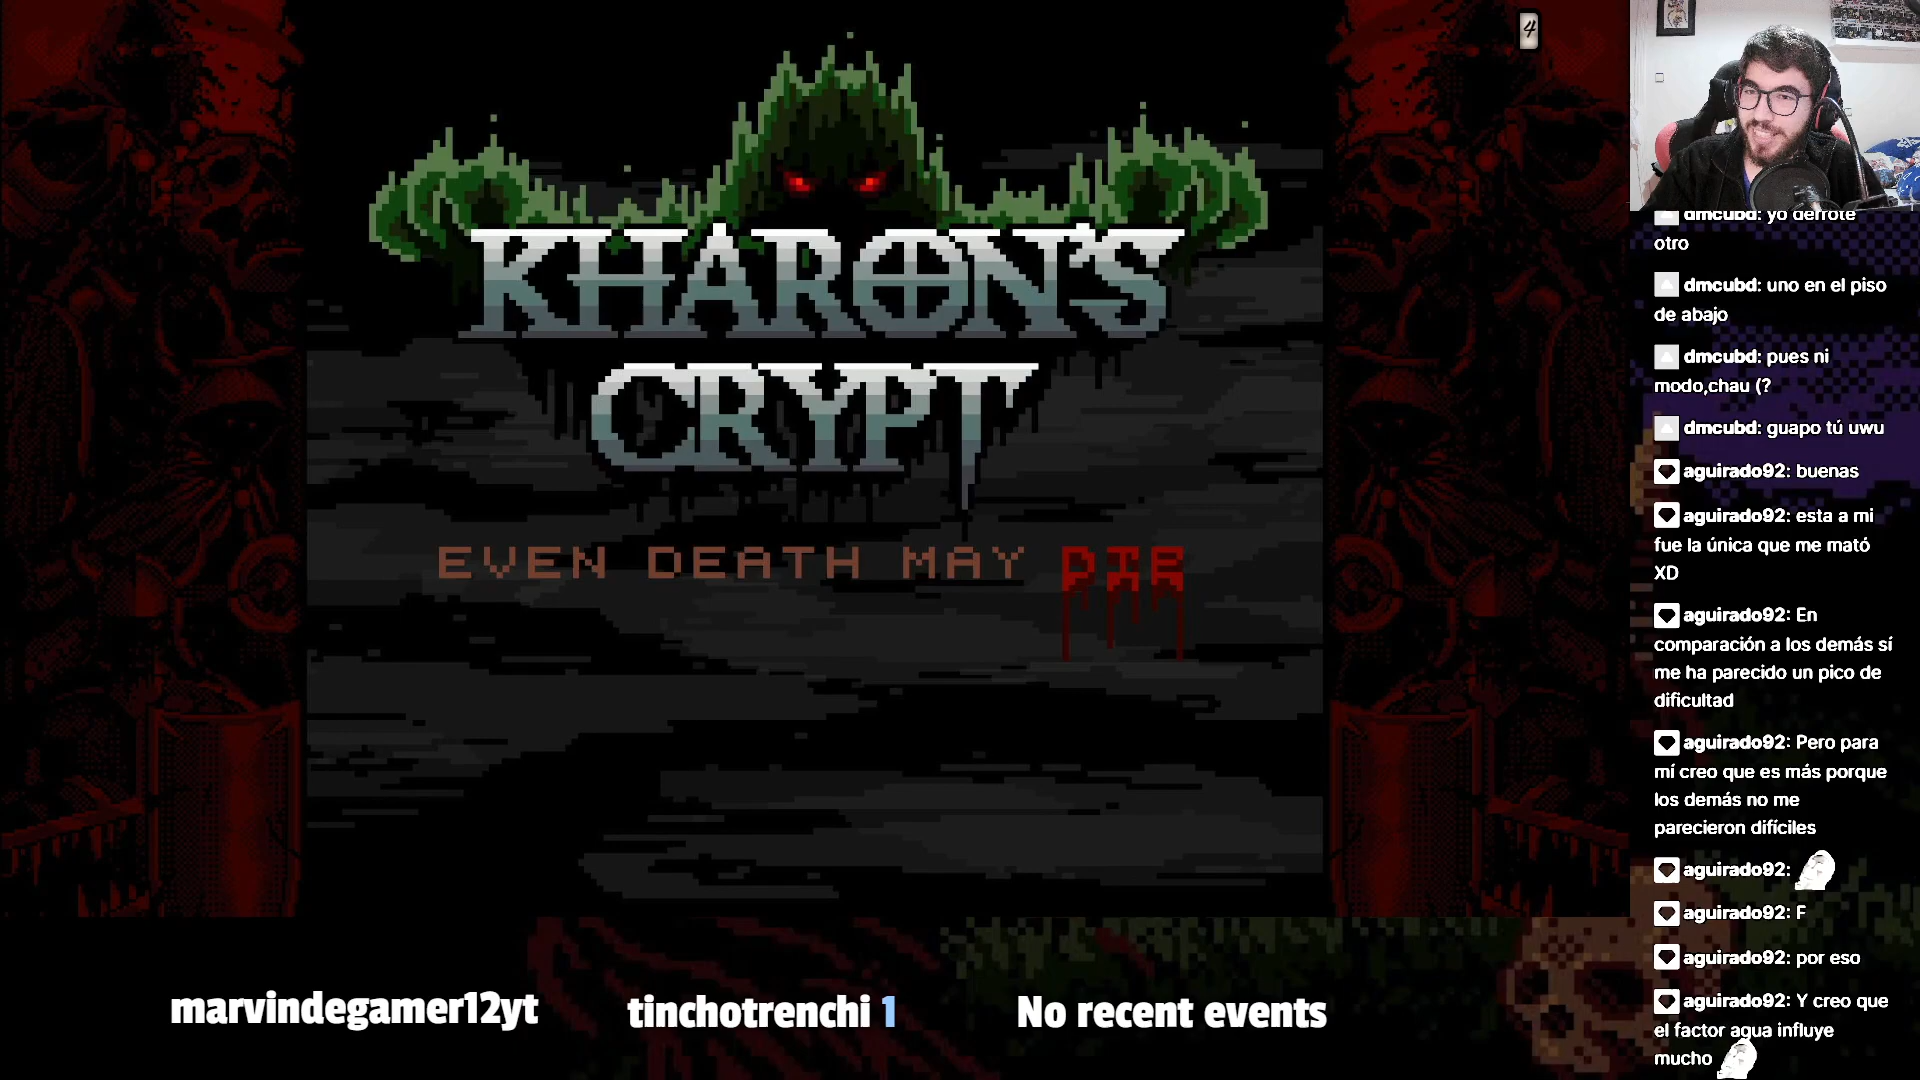 4
KHARON'S
CRYPT
EVEN DEATH MAY DIE
dmcubd: yo derroté
otro
dmcubd: uno en el piso
de abajo
dmcubd: pues ni
modo,chau (?
dmcubd: guapo tú uwu
aguirado92: buenas
aguirado92: esta a mi
fue la única que me mató
XD
aguirado92: En
comparación a los demás sí
me ha parecido un pico de
dificultad
aguirado92: Pero para
mí creo que es más porque
los demás no me
parecieron difíciles
aguirado92:
aguirado92: F
aguirado92: por eso
aguirado92: Y creo que
el factor agua influye
mucho
marvindegamer12yt
tinchotrenchi 1
No recent events